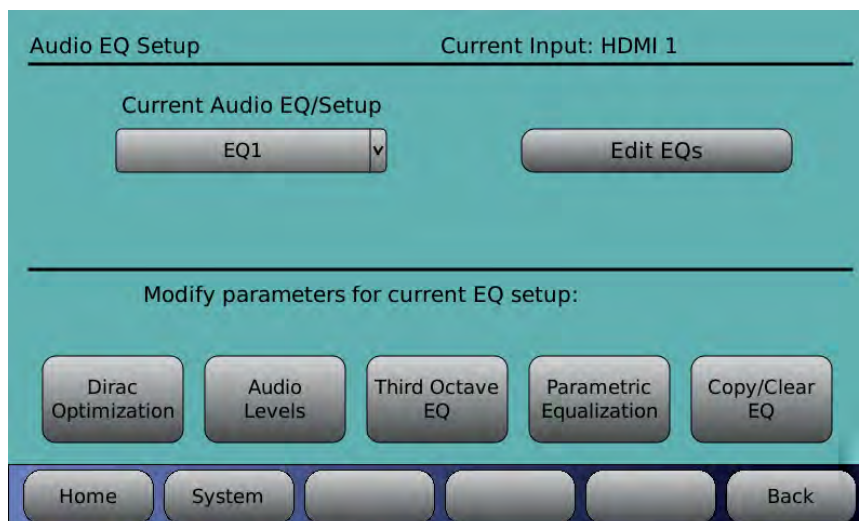 Audio EQ Setup
Current Input: HDMI 1
Current Audio EQ/Setup
EQ1
Edit EQs
Modify parameters for current EQ setup:
Dirac
Optimization
Audio
Levels
Third Octave
EQ
Parametric
Equalization
Copy/Clear
EQ
Home
System
Back